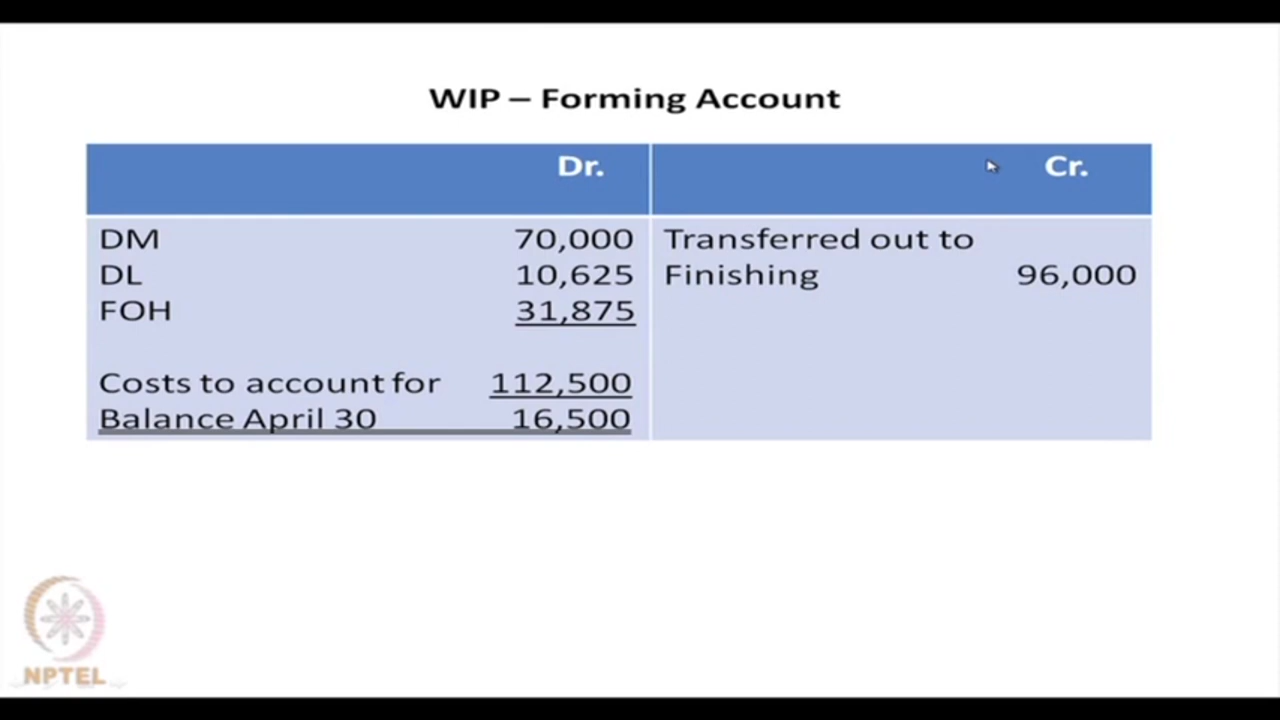 WIP – Forming Account
Dr.
Cr.
DM 70,000
DL 10,625
FOH 31,875
Costs to account for 112,500
Balance April 30 16,500
Transferred out to
Finishing 96,000
NPTEL